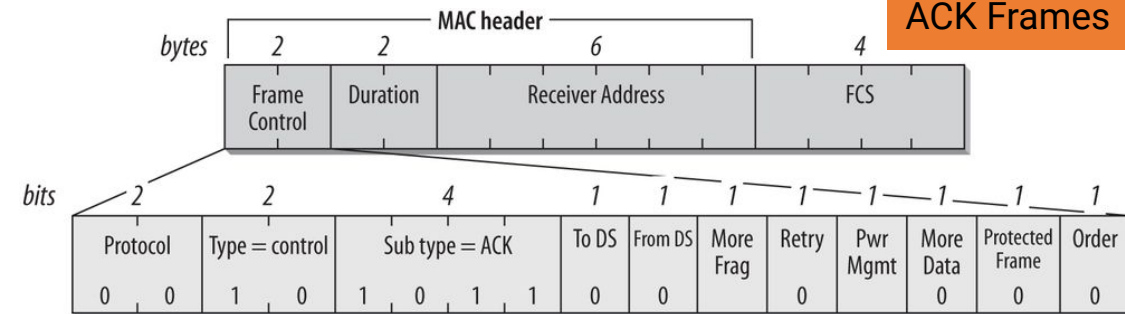 ACK Frames
MAC header
bytes 2 2 6 4
Frame Control Duration Receiver Address FCS
bits 2 2 4 1 1 1 1 1 1 1 1
Protocol Type = control Sub type = ACK To DS From DS More Frag Retry Pwr Mgmt More Data Protected Frame Order
0 0 1 0 1 0 1 1 0 0 0 0 0 0